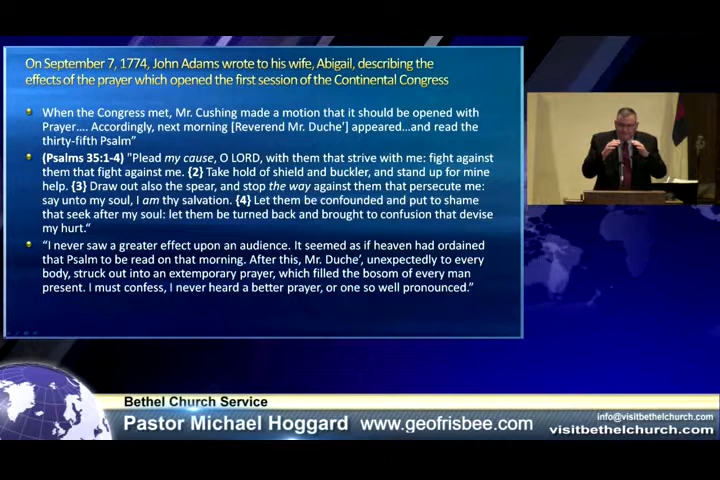 On September 7, 1774, John Adams wrote to his wife, Abigail, describing the
effects of the prayer which opened the first session of the Continental Congress
When the Congress met, Mr. Cushing made a motion that it should be opened with
Prayer.... Accordingly, next morning [Reverend Mr. Duche'] appeared...and read the
thirty-fifth Psalm"
(Psalms 35:1-4) "Plead my cause, O LORD, with them that strive with me: fight against
them that fight against me. {2} Take hold of shield and buckler, and stand up for mine
help. {3} Draw out also the spear, and stop the way against them that persecute me:
say unto my soul, I am thy salvation. {4} Let them be confounded and put to shame
that seek after my soul: let them be turned back and brought to confusion that devise
my hurt."
"I never saw a greater effect upon an audience. It seemed as if heaven had ordained
that Psalm to be read on that morning. After this, Mr. Duche', unexpectedly to every
body, struck out into an extemporary prayer, which filled the bosom of every man
present. I must confess, I never heard a better prayer, or one so well pronounced."
Bethel Church Service
Pastor Michael Hoggard www.geofrisbee.com
info@visitbethelchurch.com
visitbethelchurch.com